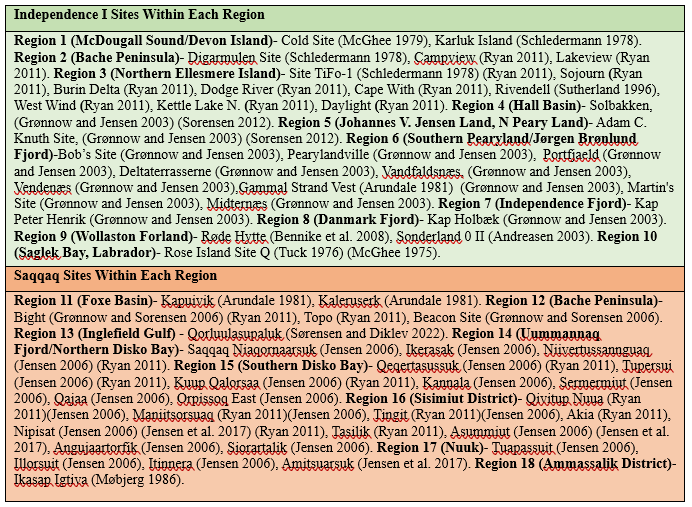 Independence I Sites Within Each Region
Region 1 (McDougall Sound/Devon Island)- Cold Site (McGhee 1979), Karluk Island (Schledermann 1978).
Region 2 (Bache Peninsula)- Digarmulen Site (Schledermann 1978), Campview (Ryan 2011), Lakeview (Ryan
2011). Region 3 (Northern Ellesmere Island)- Site TiFo-1 (Schledermann 1978) (Ryan 2011), Sojourn (Ryan
2011), Burin Delta (Ryan 2011), Dodge River (Ryan 2011), Cape With (Ryan 2011), Rivendell (Sutherland 1996),
West Wind (Ryan 2011), Kettle Lake N. (Ryan 2011), Daylight (Ryan 2011). Region 4 (Hall Basin)- Solbakken,
(Grønnow and Jensen 2003) (Sorensen 2012). Region 5 (Johannes V. Jensen Land, N Peary Land)- Adam C.
Knuth Site, (Grønnow and Jensen 2003) (Sorensen 2012). Region 6 (Southern Pearyland/Jørgen Brønlund
Fjord)-Bob's Site (Grønnow and Jensen 2003), Pearylandville (Grønnow and Jensen 2003), Portfjaeld (Grønnow
and Jensen 2003), Deltaterrasserne (Grønnow and Jensen 2003), Vandfaldsnæs, (Grønnow and Jensen 2003),
Vendenæs (Grønnow and Jensen 2003),Gammal Strand Vest (Arundale 1981) (Grønnow and Jensen 2003), Martin's
Site (Grønnow and Jensen 2003), Midternæs (Grønnow and Jensen 2003). Region 7 (Independence Fjord)- Kap
Peter Henrik (Grønnow and Jensen 2003). Region 8 (Danmark Fjord)- Kap Holbæk (Grønnow and Jensen 2003).
Region 9 (Wollaston Forland)- Røde Hytte (Bennike et al. 2008), Sonderland 0 II (Andreasen 2003). Region 10
(Saglek Bay, Labrador)- Rose Island Site Q (Tuck 1976) (McGhee 1975).
Saqqaq Sites Within Each Region
Region 11 (Foxe Basin)- Kapuivik (Arundale 1981), Kaleruserk (Arundale 1981). Region 12 (Bache Peninsula)-
Bight (Grønnow and Sorensen 2006) (Ryan 2011), Topo (Ryan 2011), Beacon Site (Grønnow and Sorensen 2006).
Region 13 (Inglefield Gulf) - Qorluulasupaluk (Sørensen and Diklev 2022). Region 14 (Uummannaq
Fjord/Northern Disko Bay)- Saqqaq Niaqornaarsuk (Jensen 2006), Ikerasak (Jensen 2006), Niivertussannguaq
(Jensen 2006) (Ryan 2011). Region 15 (Southern Disko Bay)- Qeqertasussuk (Jensen 2006) (Ryan 2011), Tupersui
(Jensen 2006) (Ryan 2011), Kuup Qalorsaa (Jensen 2006) (Ryan 2011), Kannala (Jensen 2006), Sermermiut (Jensen
2006), Qajaa (Jensen 2006), Orpissoq East (Jensen 2006). Region 16 (Sisimiut District)- Qivitup Nuua (Ryan
2011)(Jensen 2006), Maniitsorsuaq (Ryan 2011)(Jensen 2006), Tingit (Ryan 2011)(Jensen 2006), Akia (Ryan 2011),
Nipisat (Jensen 2006) (Jensen et al. 2017) (Ryan 2011), Tasilik (Ryan 2011), Asummiut (Jensen 2006) (Jensen et al.
2017), Angujaartorfik (Jensen 2006), Siorartalik (Jensen 2006). Region 17 (Nuuk)- Tuapassuit (Jensen 2006),
Illorsuit (Jensen 2006), Itinnera (Jensen 2006), Amitsuarsuk (Jensen et al. 2017). Region 18 (Ammassalik District)-
Ikasap Igtiva (Møbjerg 1986).